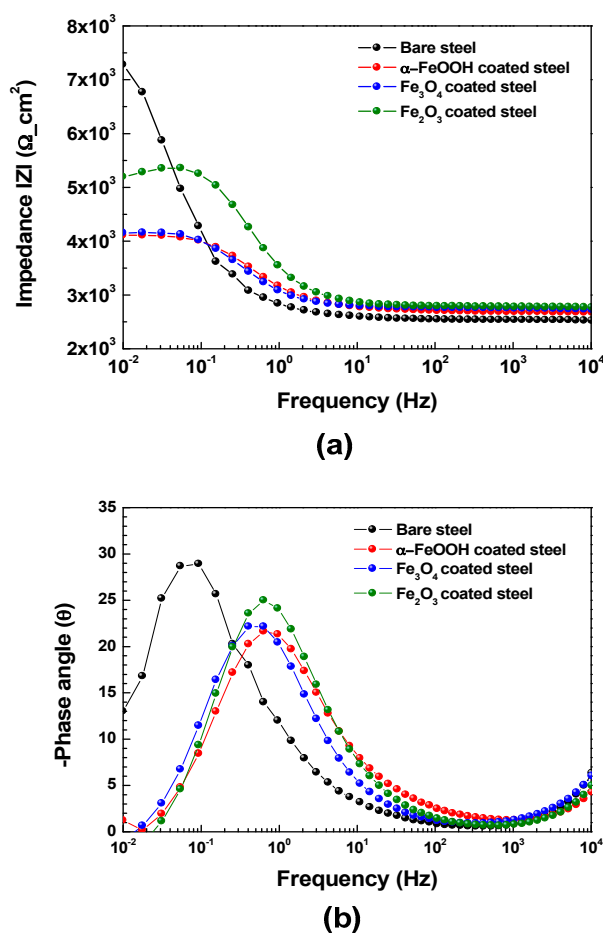 8x10³
7x10³
6x10³
5x10³
4x10³
3x10³
2x10³
Impedance |Z| (Ω_cm²)
Bare steel
α–FeOOH coated steel
Fe₃O₄ coated steel
Fe₂O₃ coated steel
10⁻² 10⁻¹ 10⁰ 10¹ 10² 10³ 10⁴
Frequency (Hz)
(a)
35
30
25
20
15
10
5
0
-Phase angle (θ)
Bare steel
α–FeOOH coated steel
Fe₃O₄ coated steel
Fe₂O₃ coated steel
10⁻² 10⁻¹ 10⁰ 10¹ 10² 10³ 10⁴
Frequency (Hz)
(b)